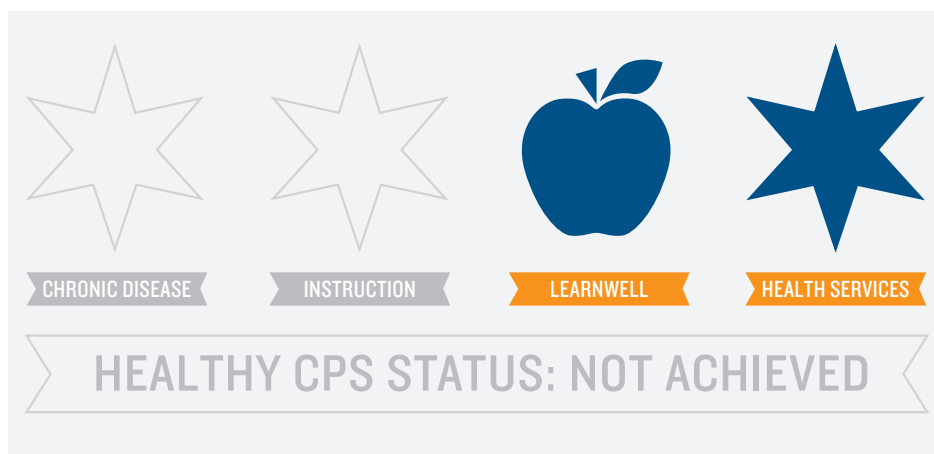 CHRONIC DISEASE
INSTRUCTION
LEARNWELL
HEALTH SERVICES
HEALTHY CPS STATUS: NOT ACHIEVED